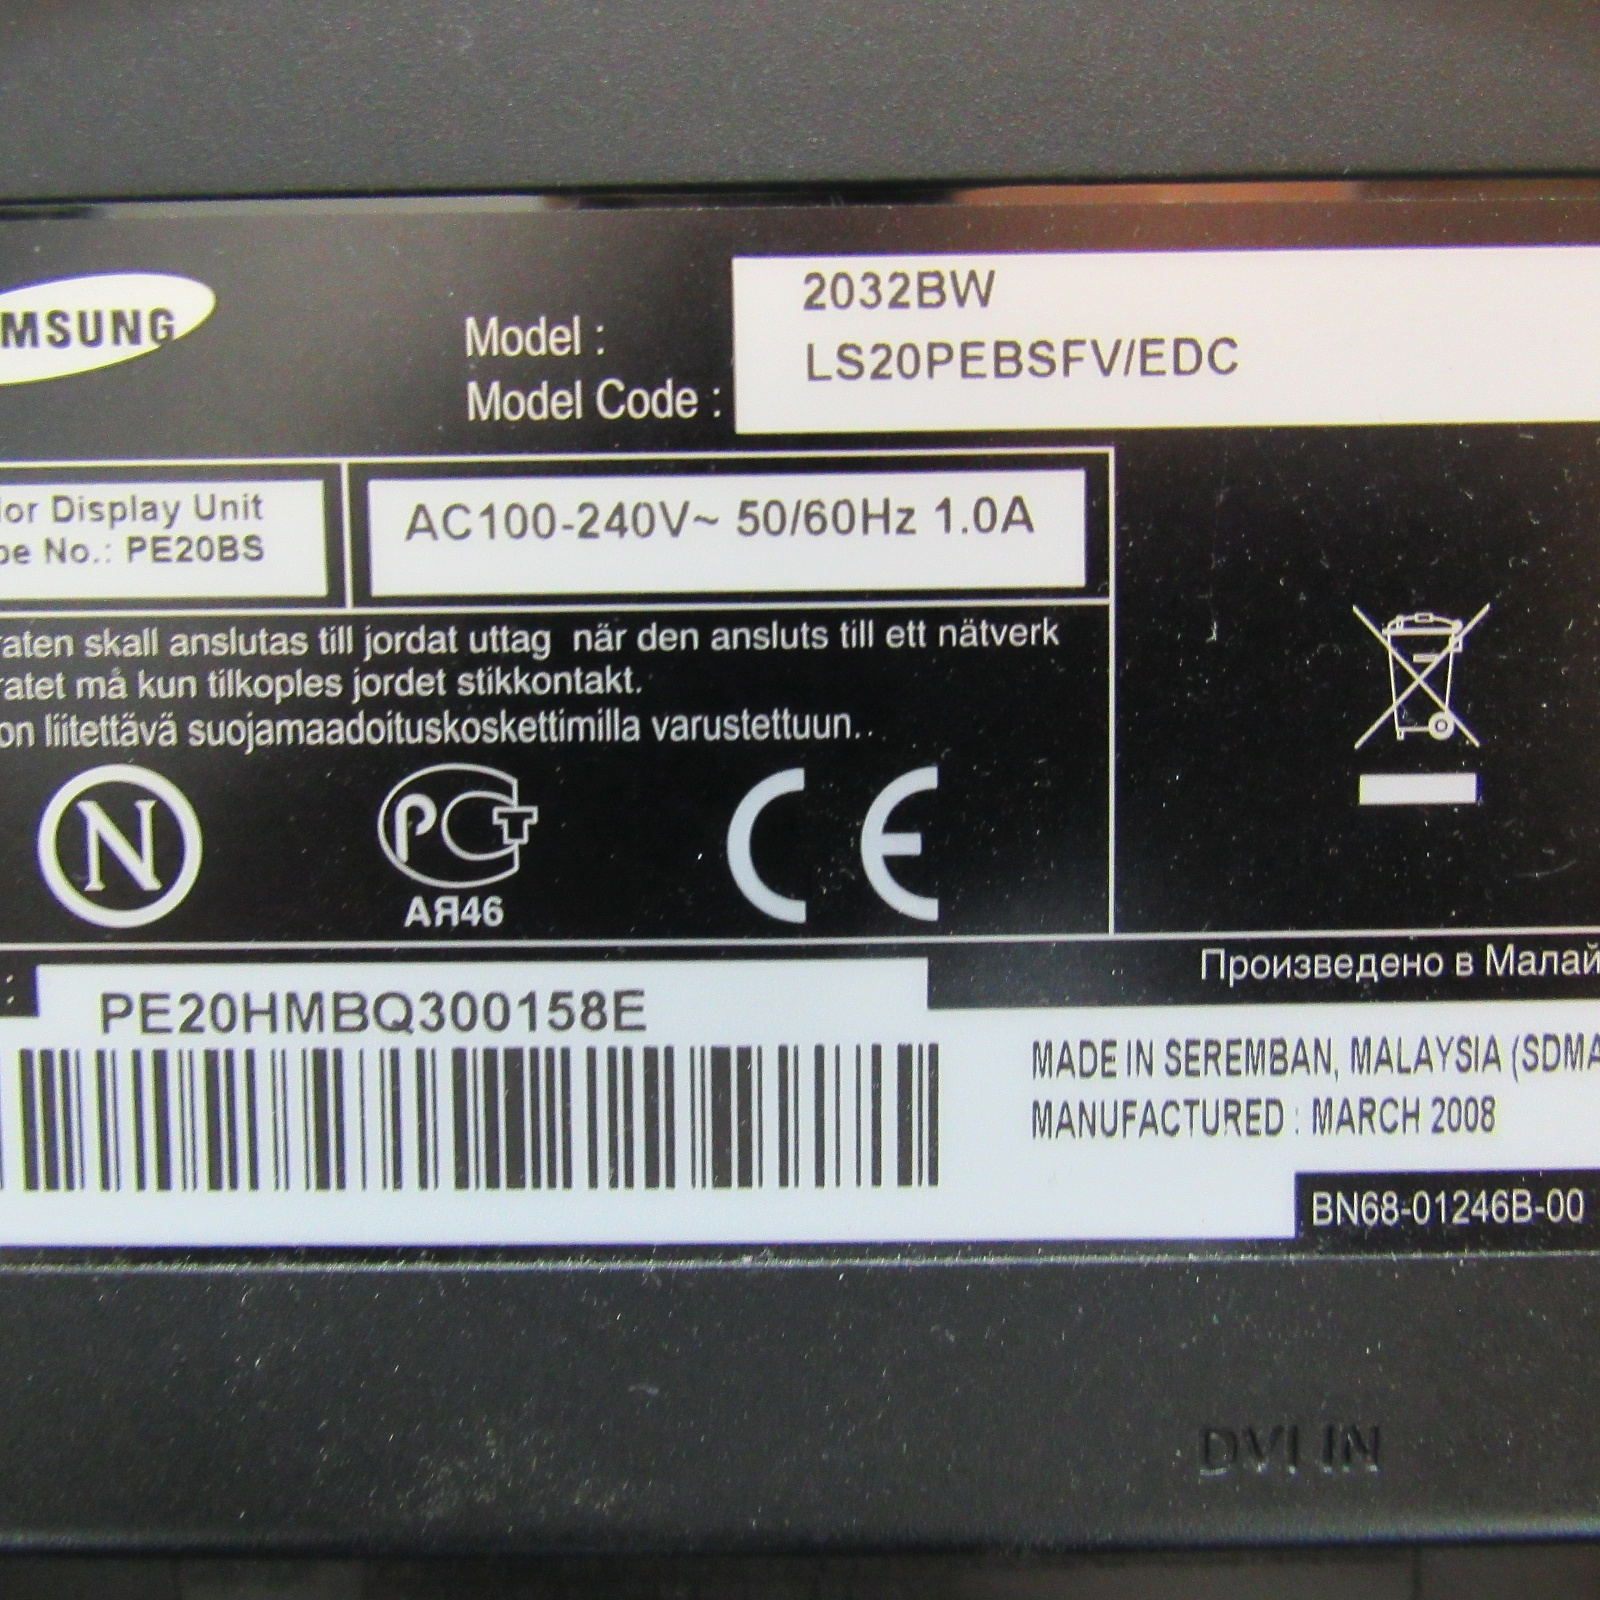 MSUNG
Model :
2032BW
Model Code :
LS20PEBSFV/EDC
lor Display Unit
pe No.: PE20BS
AC100-240V~ 50/60Hz 1.0A
raten skall anslutas till jordat uttag när den ansluts till ett nätverk
ratet må kun tilkoples jordet stikkontakt.
on liitettävä suojamaadoituskoskettimilla varustettuun..
N
РСТ
АЯ46
CE
Произведено в Малай
: PE20HMBQ300158E
MADE IN SEREMBAN, MALAYSIA (SDMA
MANUFACTURED : MARCH 2008
BN68-01246B-00
DVI IN